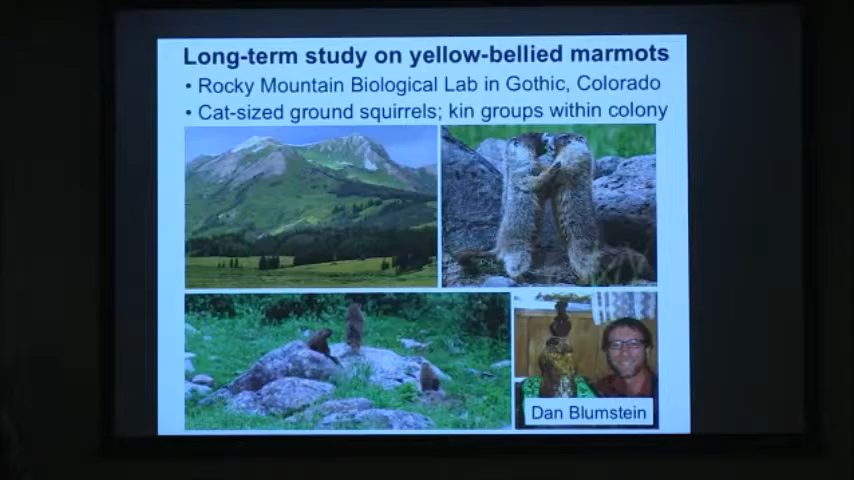 Long-term study on yellow-bellied marmots
• Rocky Mountain Biological Lab in Gothic, Colorado
• Cat-sized ground squirrels; kin groups within colony
Dan Blumstein